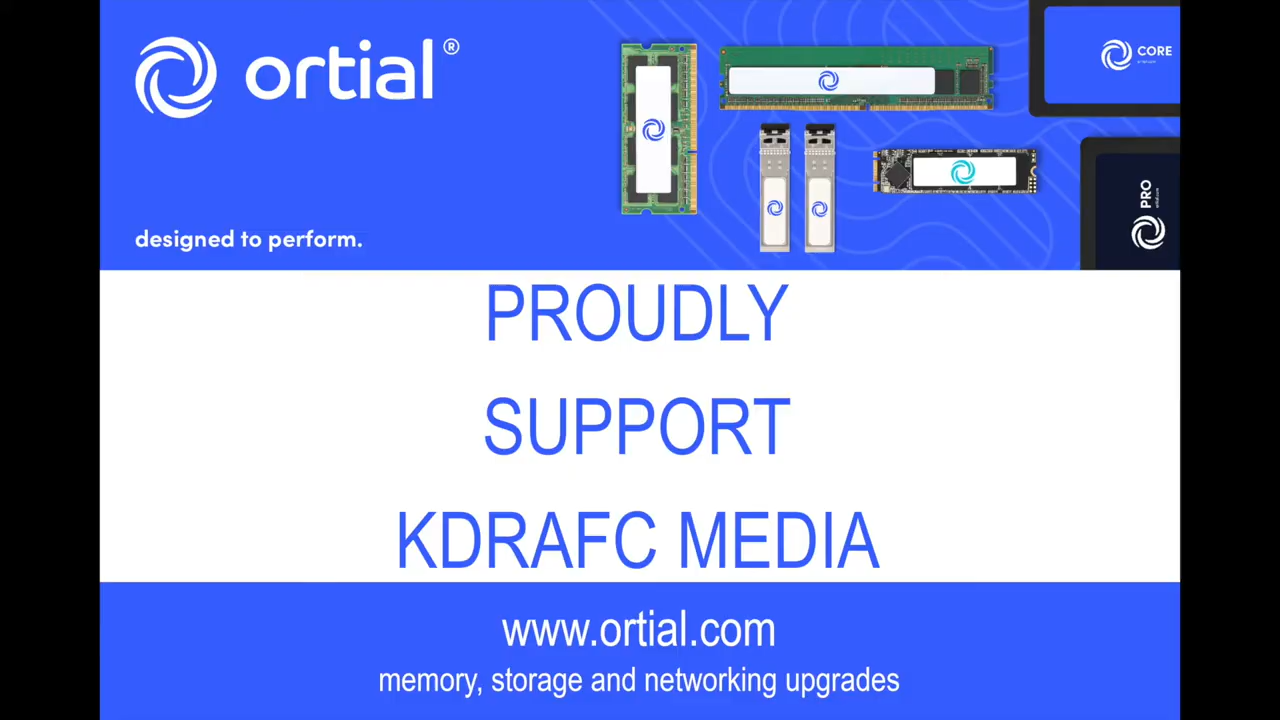 ortial®
CORE
PRO
designed to perform.
PROUDLY
SUPPORT
KDRAFC MEDIA
www.ortial.com
memory, storage and networking upgrades